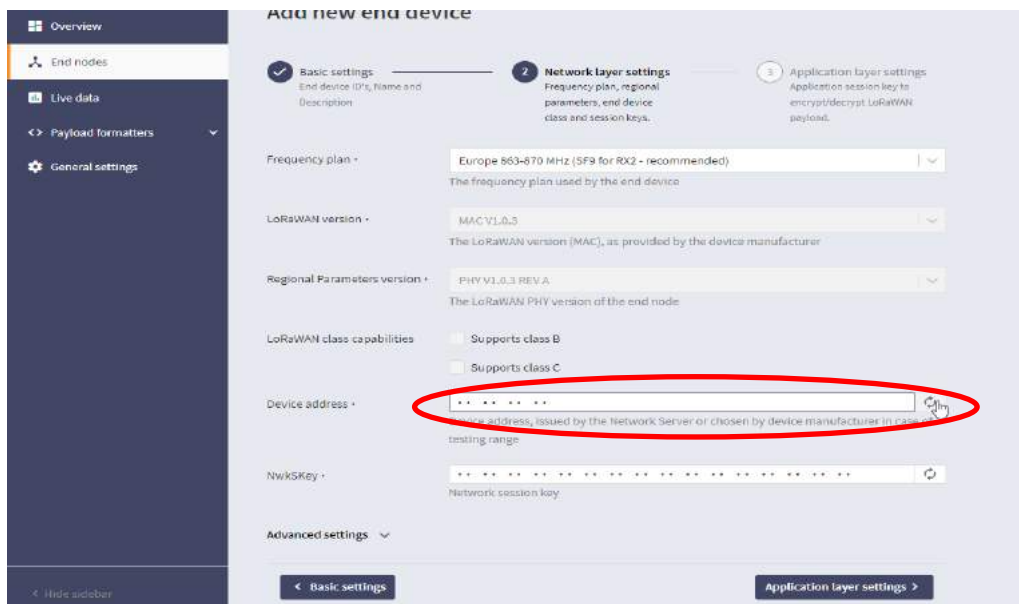 Add new end device
Overview
End nodes
Live data
Payload formatters
General settings
Basic settings
End device ID's, Name and
Description
2
Network layer settings
Frequency plan, regional
parameters, end device
class and session keys.
3
Application layer settings
Application session key to
encrypt/decrypt LoRaWAN
payload.
Frequency plan *
Europe 863-870 MHz (SF9 for RX2 - recommended)
The frequency plan used by the end device
LoRaWAN version *
MAC V1.0.3
The LoRaWAN version (MAC), as provided by the device manufacturer
Regional Parameters version *
PHY V1.0.3 REV A
The LoRaWAN PHY version of the end node
LoRaWAN class capabilities
Supports class B
Supports class C
Device address *
Device address, issued by the Network Server or chosen by device manufacturer in case of
testing range
NwkSKey *
Network session key
Advanced settings
< Basic settings
Application layer settings >
< Hide sidebar